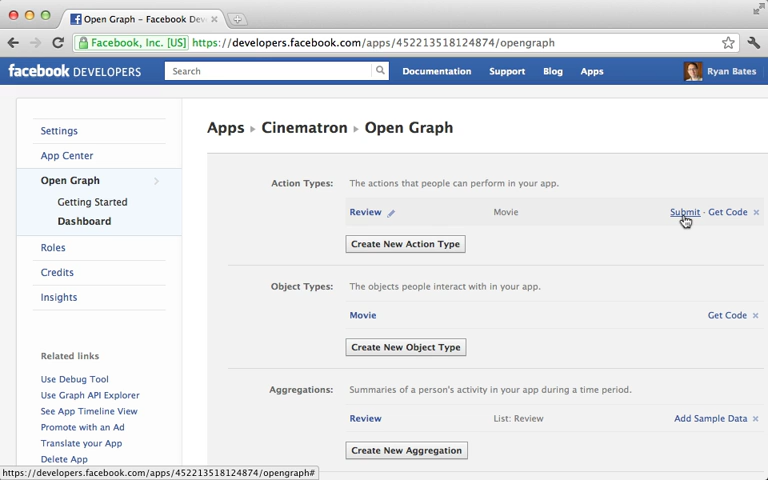 Open Graph – Facebook Dev
Facebook, Inc. [US] https://developers.facebook.com/apps/452213518124874/opengraph
facebook DEVELOPERS Search Documentation Support Blog Apps Ryan Bates
Settings
App Center
Open Graph
Getting Started
Dashboard
Roles
Credits
Insights
Related links
Use Debug Tool
Use Graph API Explorer
See App Timeline View
Promote with an Ad
Translate your App
Delete App
Apps ▸ Cinematron ▸ Open Graph
Action Types: The actions that people can perform in your app.
Review Movie Submit · Get Code ×
Create New Action Type
Object Types: The objects people interact with in your app.
Movie Get Code ×
Create New Object Type
Aggregations: Summaries of a person's activity in your app during a time period.
Review List: Review Add Sample Data ×
Create New Aggregation
https://developers.facebook.com/apps/452213518124874/opengraph#